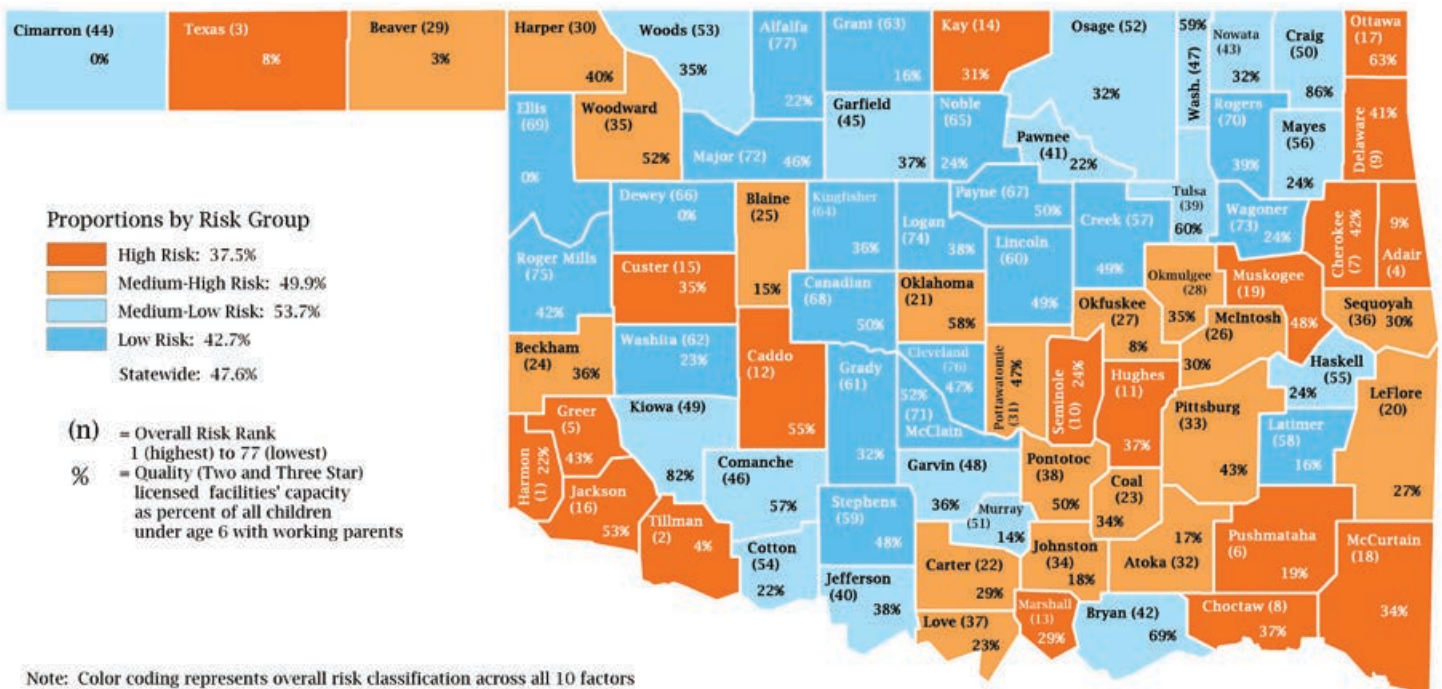 Cimarron (44)
0%
Texas (3)
8%
Beaver (29)
3%
Harper (30)
40%
Woods (53)
35%
Alfalfa
(77)
22%
Grant (63)
16%
Kay (14)
31%
Osage (52)
32%
59%
Wash. (47)
Nowata
(43)
32%
Craig
(50)
86%
Ottawa
(17)
63%
Ellis
(69)
0%
Woodward
(35)
52%
Major (72)
46%
Garfield
(45)
37%
Noble
(65)
24%
Pawnee
(41)
22%
Rogers
(70)
39%
Mayes
(56)
24%
Delaware
(9)
41%
Proportions by Risk Group
High Risk: 37.5%
Medium-High Risk: 49.9%
Medium-Low Risk: 53.7%
Low Risk: 42.7%
Statewide: 47.6%
Dewey (66)
0%
Blaine
(25)
15%
Kingfisher
(64)
36%
Logan
(74)
38%
Payne (67)
50%
Creek (57)
49%
Tulsa
(39)
60%
Wagoner
(73)
24%
Cherokee
(7)
42%
9%
Adair
(4)
Roger Mills
(75)
42%
Custer (15)
35%
Canadian
(68)
50%
Oklahoma
(21)
58%
Lincoln
(60)
49%
Okfuskee
(27)
8%
Okmulgee
(28)
35%
Muskogee
(19)
48%
McIntosh
(26)
30%
Sequoyah
(36) 30%
Beckham
(24)
36%
Washita (62)
23%
Caddo
(12)
55%
Grady
(61)
32%
Cleveland
(76)
47%
52%
(71)
McClain
Pottawatomie
(31)
47%
Seminole
(10)
24%
Hughes
(11)
37%
Haskell
(55)
24%
Pittsburg
(33)
43%
Latimer
(58)
16%
LeFlore
(20)
27%
(n) = Overall Risk Rank
1 (highest) to 77 (lowest)
% = Quality (Two and Three Star)
licensed facilities' capacity
as percent of all children
under age 6 with working parents
Harmon
(1) 22%
Greer
(5)
43%
Kiowa (49)
82%
Jackson
(16)
53%
Tillman
(2)
4%
Comanche
(46)
57%
Cotton
(54)
22%
Stephens
(59)
48%
Jefferson
(40)
38%
Garvin (48)
36%
Murray
(51)
14%
Pontotoc
(38)
50%
Coal
(23)
34%
Carter (22)
29%
Johnston
(34)
18%
17%
Atoka (32)
Pushmataha
(6)
19%
McCurtain
(18)
34%
Love (37)
23%
Marshall
(13)
29%
Bryan (42)
69%
Choctaw (8)
37%
Note: Color coding represents overall risk classification across all 10 factors